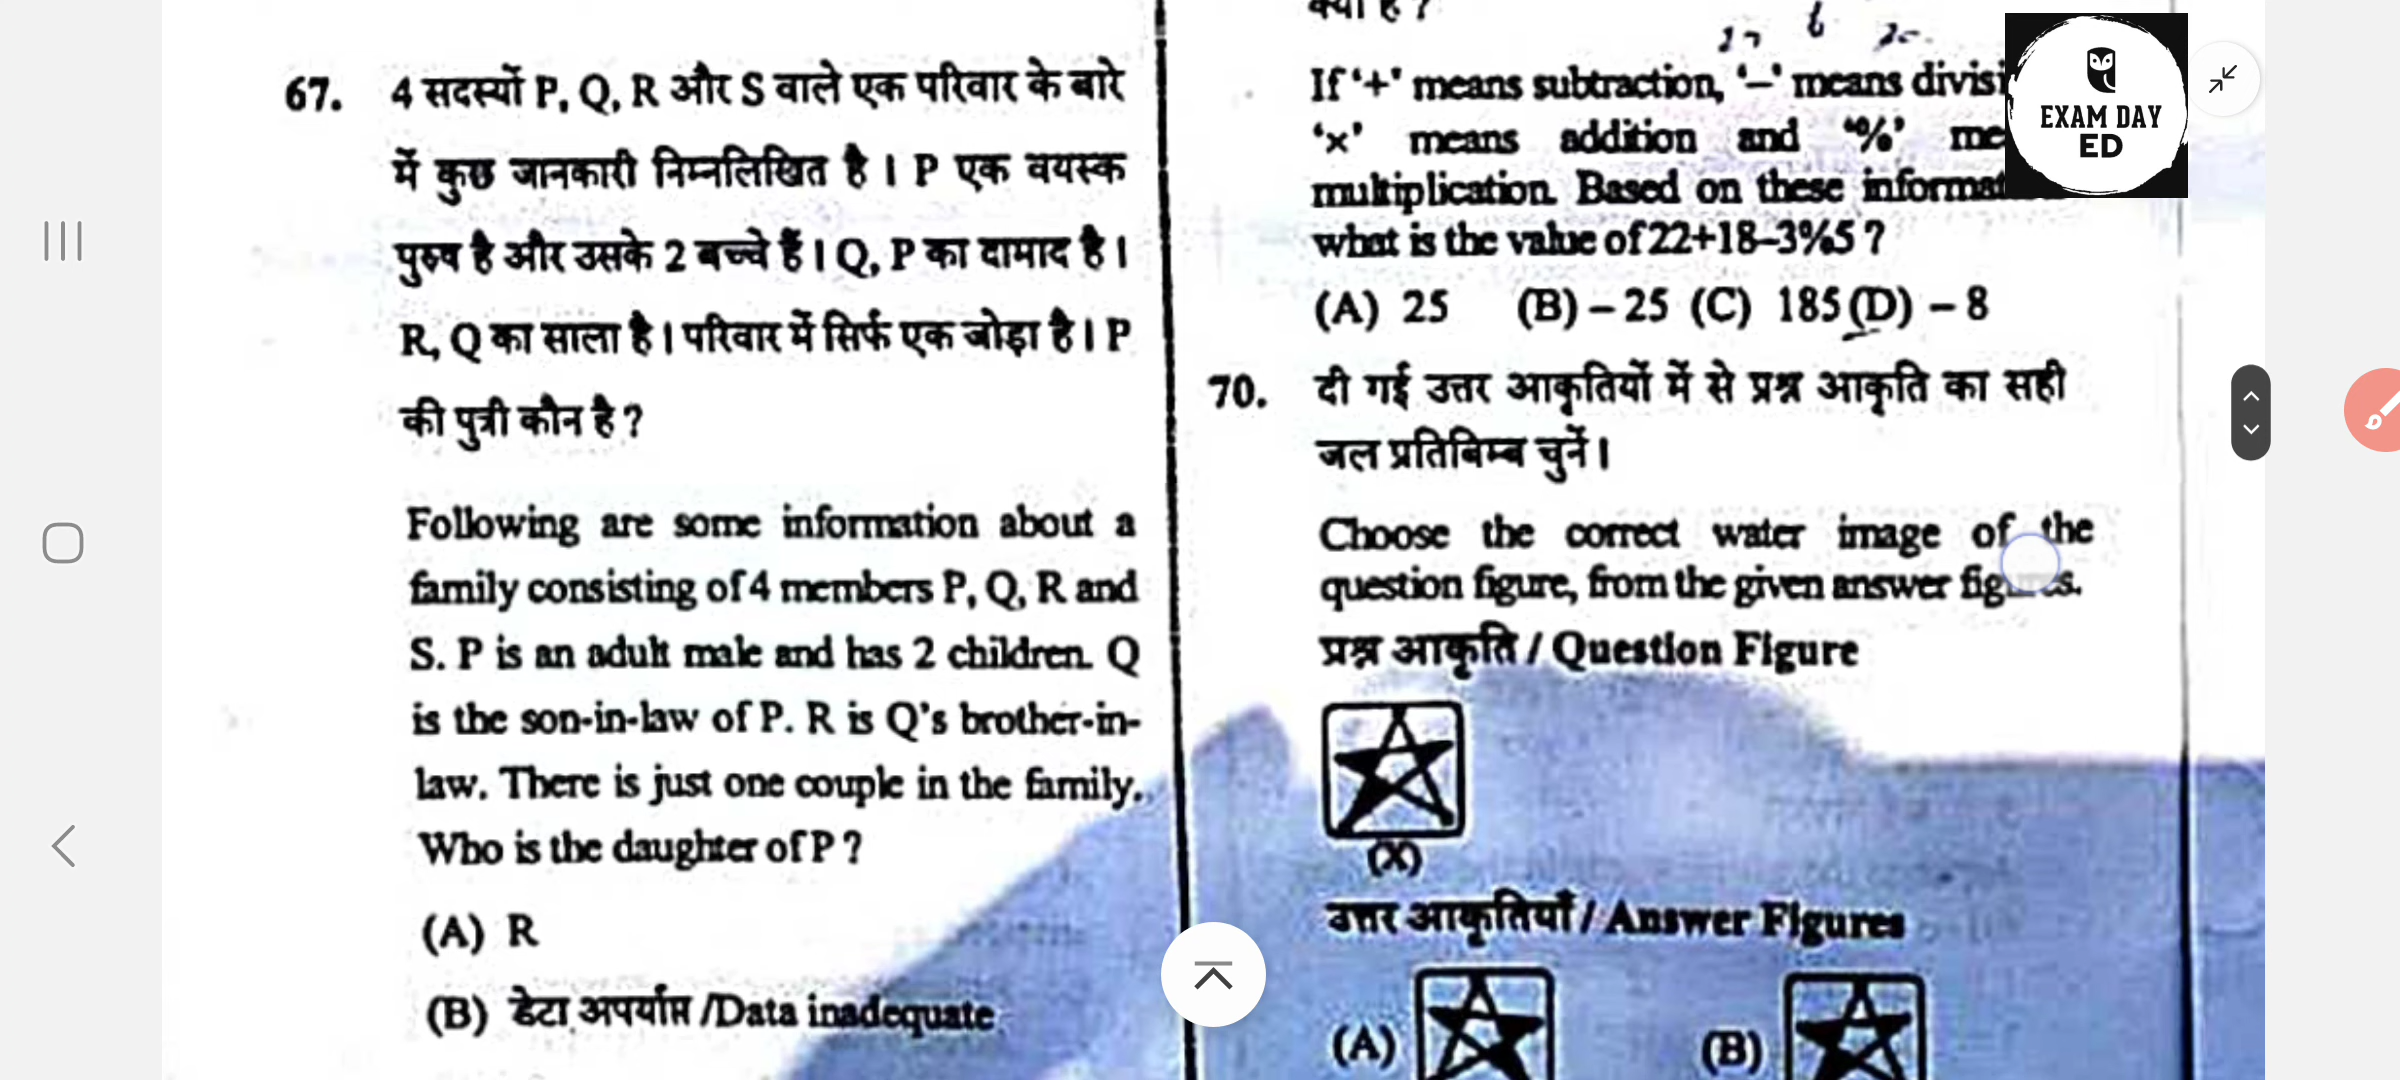 67. 4 सदस्यों P, Q, R और S वाले एक परिवार के बारे
में कुछ जानकारी निम्नलिखित है । P एक वयस्क
पुरुष है और उसके 2 बच्चे हैं । Q, P का दामाद है ।
R, Q का साला है । परिवार में सिर्फ एक जोड़ा है । P
की पुत्री कौन है ?
Following are some information about a
family consisting of 4 members P, Q, R and
S. P is an adult male and has 2 children. Q
is the son-in-law of P. R is Q's brother-in-
law. There is just one couple in the family.
Who is the daughter of P ?
(A) R
(B) डेटा अपर्याप्त /Data inadequate
If '+' means subtraction, '–' means
'×' means addition and '%'
multiplication. Based on these
what is the value of 22+18–3%5 ?
(A) 25 (B) – 25 (C) 185 (D) – 8
70. दी गई उत्तर आकृतियों में से प्रश्न आकृति का सही
जल प्रतिबिम्ब चुनें ।
Choose the correct water image of the
question figure, from the given answer
प्रश्न आकृति / Question Figure
(X)
उत्तर आकृतियाँ / Answer Figures
(A) (B)
EXAM DAY
ED